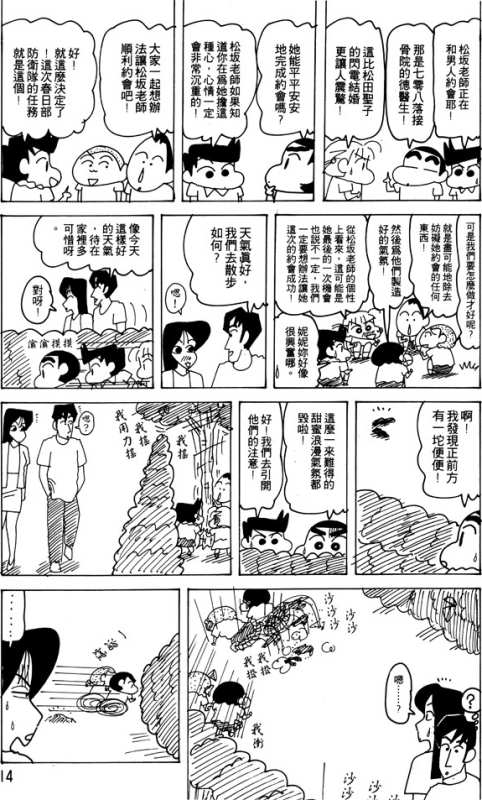 松坂老師正在
和男人約會耶!
那是七零八落接
骨院的德醫生!
這比松田聖子
的閃電結婚
更讓人震驚!
她能平平安安
地完成約會嗎?
松坂老師如果知
道你在為她擔這
種心,心情一定
會非常沉重的!
大家一起想辦
法讓松坂老師
順利約會吧!
好!
就這麼決定了
!這次春日部
防衛隊的任務
就是這個!
可是我們要怎麼做才好呢?
就是盡可能地除去
妨礙她約會的任何
東西!
然後為他們製造
好的氣氛!
從松坂老師的個性
上看來,這可能是
她最後的一次機會
也說不一定,我們
一定要想辦法讓她
這次的約會成功!
妮妮妳好像
很興奮哪。
天氣真好,
我們去散步
如何?
嗯!
像今天
這樣好
的天氣
,待在
家裡多
可惜呀
。
對呀!
偷偷摸摸
啊!
我發現正前方
有一坨便便!
這麼一來難得的
甜蜜浪漫氣氛都
毀啦!
好!我們去引開
他們的注意!
我搖
我搖
我用力搖
嗯?
?
嗯…?
沙沙
沙沙
沙沙
沙沙
我搶
我搶
我衝
……
14